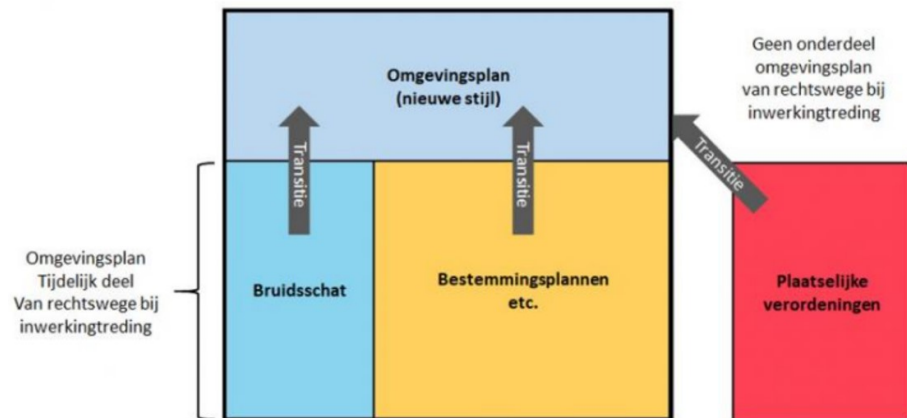 Omgevingsplan
(nieuwe stijl)
Geen onderdeel
omgevingsplan
van rechtswege bij
inwerkingtreding
Transitie
Transitie
Transitie
Omgevingsplan
Tijdelijk deel
Van rechtswege bij
inwerkingtreding
Bruidsschat
Bestemmingsplannen
etc.
Plaatselijke
verordeningen